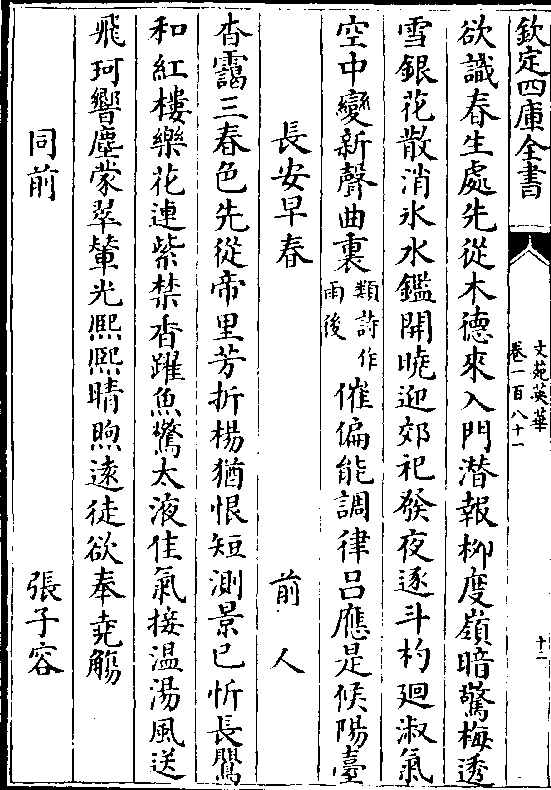 欽定四庫全書
文苑英華
卷一百八十一
十一
欲識春生處先從木德來入門潜報栁度嶺暗驚梅透
雪銀花散消氷水鑑開曉迎郊祀發夜逐斗杓廻淑氣
空中變新聲曲裏類詩作雨後催偏能調律吕應是候陽臺
長安早春 前人
杳靄三春色先從帝里芳折楊猶恨短測景已忻長鸎
和紅樓樂花連紫禁香躍魚驚太液佳氣接温湯風送
飛珂響塵蒙翠輦光熈熈晴煦逺徒欲奉堯觴
同前 張子容